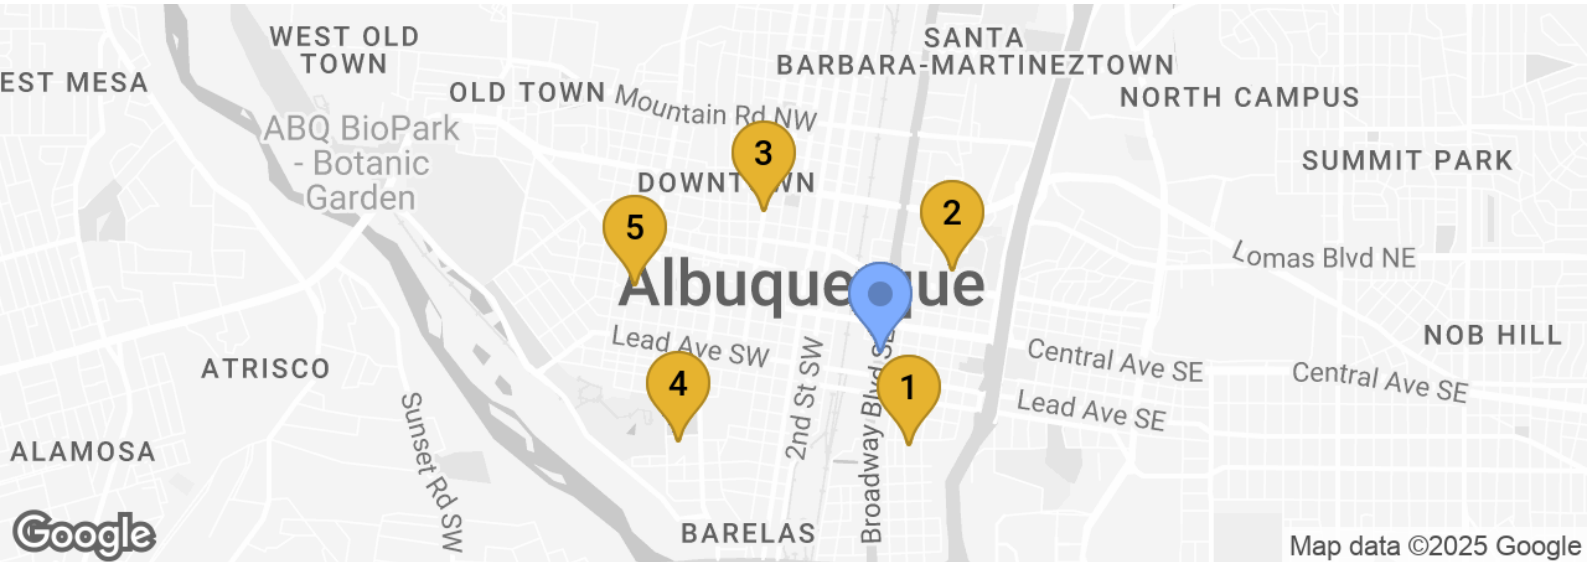 WEST OLD
TOWN
SANTA
BARBARA-MARTINEZTOWN
EST MESA
OLD TOWN
Mountain Rd NW
NORTH CAMPUS
ABQ BioPark
- Botanic
Garden
3
DOWNTOWN
SUMMIT PARK
2
5
Lomas Blvd NE
Albuquerque
Lead Ave SW
NOB HILL
ATRISCO
Central Ave SE
Central Ave SE
4
1
2nd St SW
Broadway Blvd SE
Lead Ave SE
Sunset Rd SW
ALAMOSA
BARELAS
Google
Map data ©2025 Google